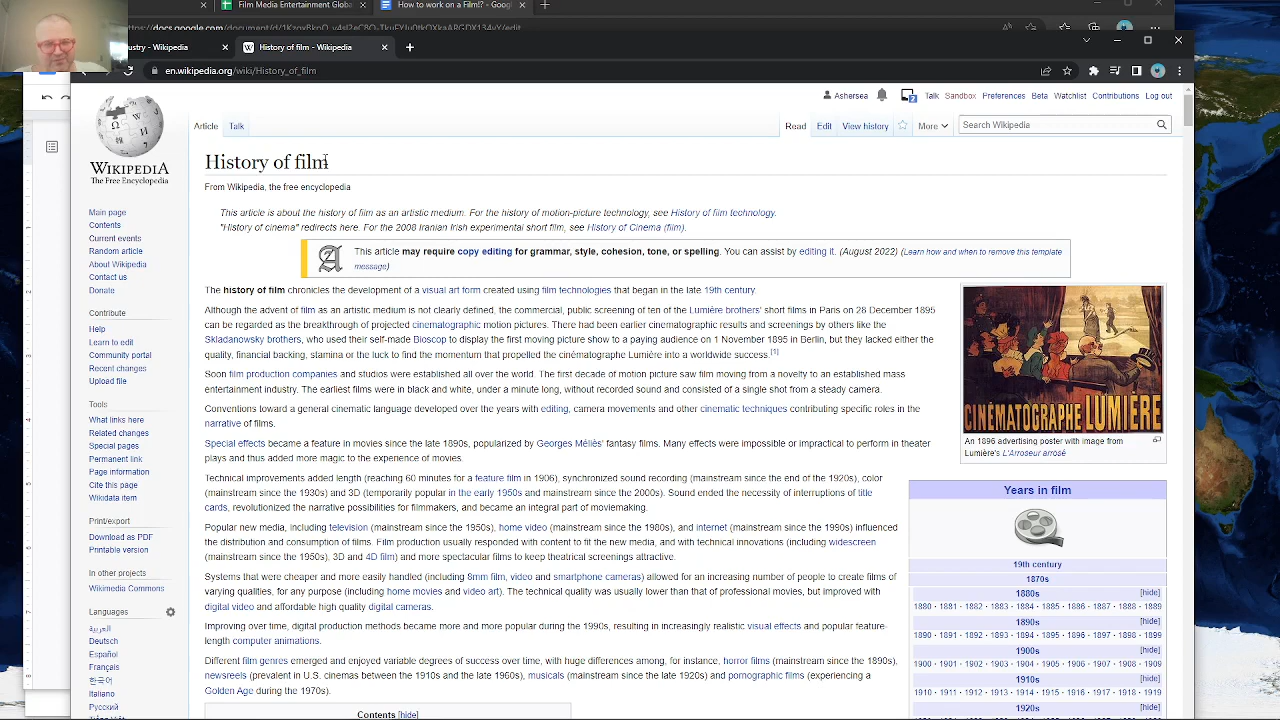 Film Media Entertainment Globa
How to work on a Film? - Googl
https://docs.google.com/document/d/
ustry - Wikipedia
History of film - Wikipedia
en.wikipedia.org/wiki/History_of_film
Ashersea
2
Talk
Sandbox
Preferences
Beta
Watchlist
Contributions
Log out
WIKIPEDIA
The Free Encyclopedia
Article
Talk
Read
Edit
View history
More
Search Wikipedia
Main page
Contents
Current events
Random article
About Wikipedia
Contact us
Donate
Contribute
Help
Learn to edit
Community portal
Recent changes
Upload file
Tools
What links here
Related changes
Special pages
Permanent link
Page information
Cite this page
Wikidata item
Print/export
Download as PDF
Printable version
In other projects
Wikimedia Commons
Languages
العربية
Deutsch
Español
Français
한국어
Italiano
Русский
History of film
From Wikipedia, the free encyclopedia
This article is about the history of film as an artistic medium. For the history of motion-picture technology, see History of film technology.
"History of cinema" redirects here. For the 2008 Iranian Irish experimental short film, see History of Cinema (film).
This article may require copy editing for grammar, style, cohesion, tone, or spelling. You can assist by editing it. (August 2022) (Learn how and when to remove this template
message)
The history of film chronicles the development of a visual art form created using film technologies that began in the late 19th century.
Although the advent of film as an artistic medium is not clearly defined, the commercial, public screening of ten of the Lumière brothers' short films in Paris on 28 December 1895
can be regarded as the breakthrough of projected cinematographic motion pictures. There had been earlier cinematographic results and screenings by others like the
Skladanowsky brothers, who used their self-made Bioscop to display the first moving picture show to a paying audience on 1 November 1895 in Berlin, but they lacked either the
quality, financial backing, stamina or the luck to find the momentum that propelled the cinématographe Lumière into a worldwide success.[1]
Soon film production companies and studios were established all over the world. The first decade of motion picture saw film moving from a novelty to an established mass
entertainment industry. The earliest films were in black and white, under a minute long, without recorded sound and consisted of a single shot from a steady camera.
Conventions toward a general cinematic language developed over the years with editing, camera movements and other cinematic techniques contributing specific roles in the
narrative of films.
Special effects became a feature in movies since the late 1890s, popularized by Georges Méliès' fantasy films. Many effects were impossible or impractical to perform in theater
plays and thus added more magic to the experience of movies.
Technical improvements added length (reaching 60 minutes for a feature film in 1906), synchronized sound recording (mainstream since the end of the 1920s), color
(mainstream since the 1930s) and 3D (temporarily popular in the early 1950s and mainstream since the 2000s). Sound ended the necessity of interruptions of title
cards, revolutionized the narrative possibilities for filmmakers, and became an integral part of moviemaking.
Popular new media, including television (mainstream since the 1950s), home video (mainstream since the 1980s), and internet (mainstream since the 1990s) influenced
the distribution and consumption of films. Film production usually responded with content to fit the new media, and with technical innovations (including widescreen
(mainstream since the 1950s), 3D and 4D film) and more spectacular films to keep theatrical screenings attractive.
Systems that were cheaper and more easily handled (including 8mm film, video and smartphone cameras) allowed for an increasing number of people to create films of
varying qualities, for any purpose (including home movies and video art). The technical quality was usually lower than that of professional movies, but improved with
digital video and affordable high quality digital cameras.
Improving over time, digital production methods became more and more popular during the 1990s, resulting in increasingly realistic visual effects and popular feature-
length computer animations.
Different film genres emerged and enjoyed variable degrees of success over time, with huge differences among, for instance, horror films (mainstream since the 1890s),
newsreels (prevalent in U.S. cinemas between the 1910s and the late 1960s), musicals (mainstream since the late 1920s) and pornographic films (experiencing a
Golden Age during the 1970s).
Contents [hide]
CINÉMATOGRAPHE LUMIÈRE
An 1896 advertising poster with image from
Lumière's L'Arroseur arrosé
Years in film
19th century
1870s
1880s [hide]
1880 · 1881 · 1882 · 1883 · 1884 · 1885 · 1886 · 1887 · 1888 · 1889
1890s [hide]
1890 · 1891 · 1892 · 1893 · 1894 · 1895 · 1896 · 1897 · 1898 · 1899
1900s [hide]
1900 · 1901 · 1902 · 1903 · 1904 · 1905 · 1906 · 1907 · 1908 · 1909
1910s [hide]
1910 · 1911 · 1912 · 1913 · 1914 · 1915 · 1916 · 1917 · 1918 · 1919
1920s [hide]